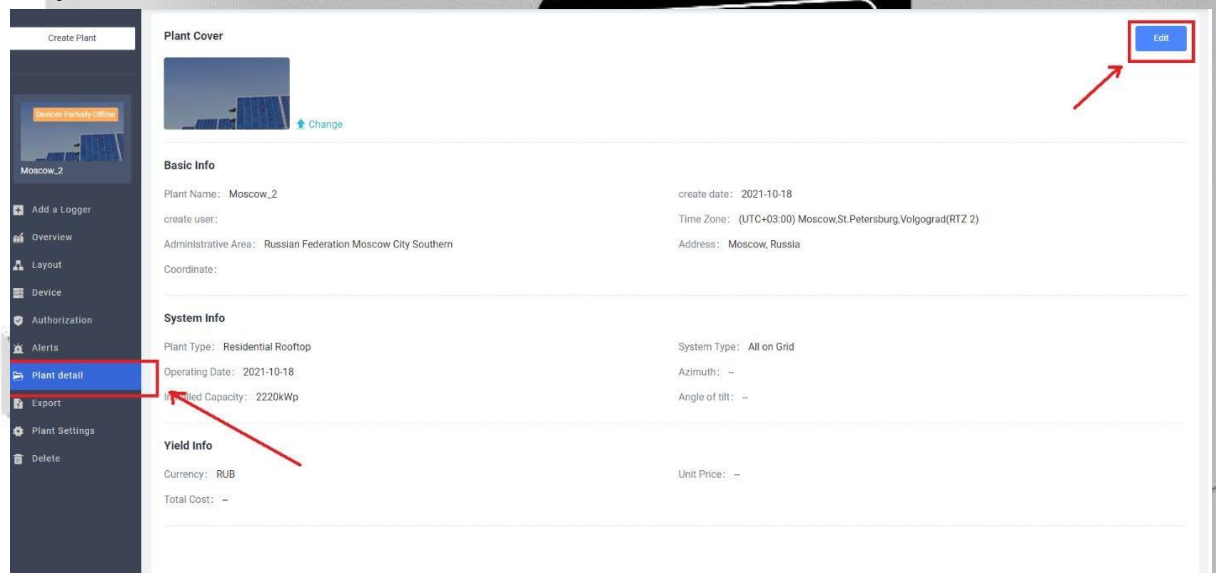 Create Plant
Devices Partially Offline
Moscow_2
Add a Logger
Overview
Layout
Device
Authorization
Alerts
Plant detail
Export
Plant Settings
Delete
Plant Cover
Edit
Change
Basic Info
Plant Name: Moscow_2
create date: 2021-10-18
create user:
Time Zone: (UTC+03:00) Moscow,St.Petersburg,Volgograd(RTZ 2)
Administrative Area: Russian Federation Moscow City Southern
Address: Moscow, Russia
Coordinate:
System Info
Plant Type: Residential Rooftop
System Type: All on Grid
Operating Date: 2021-10-18
Azimuth: --
Installed Capacity: 2220kWp
Angle of tilt: --
Yield Info
Currency: RUB
Unit Price: --
Total Cost: --